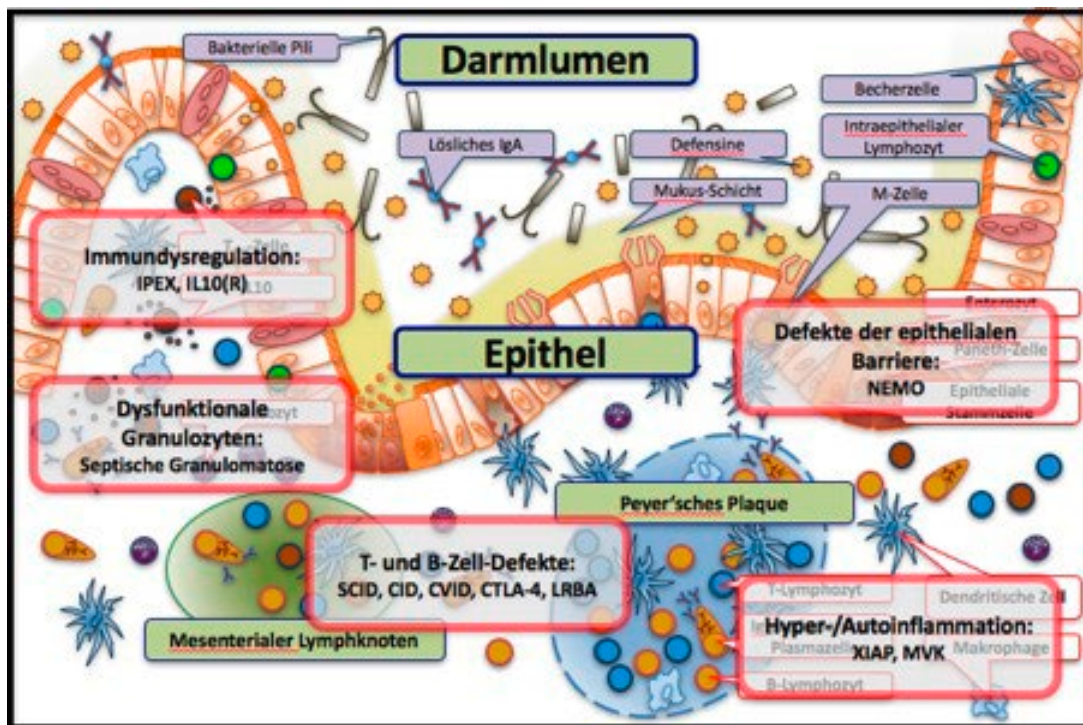 Bakterielle Pili
Darmlumen
Becherzelle
Lösliches IgA
Defensine
Intraepithelialer
Lymphozyt
Mukus-Schicht
M-Zelle
Immundysregulation:
IPEX, IL10(R)
Enterozyt
Epithel
Defekte der epithelialen
Barriere:
NEMO
Paneth-Zelle
Epitheliale
Stammzelle
Dysfunktionale
Granulozyten:
Septische Granulomatose
Peyer'sches Plaque
T- und B-Zell-Defekte:
SCID, CID, CVID, CTLA-4, LRBA
Mesenterialer Lymphknoten
T-Lymphozyt
Dendritische Zell
Hyper-/Autoinflammation:
XIAP, MVK
Plasmazelle
Makrophage
B-Lymphozyt